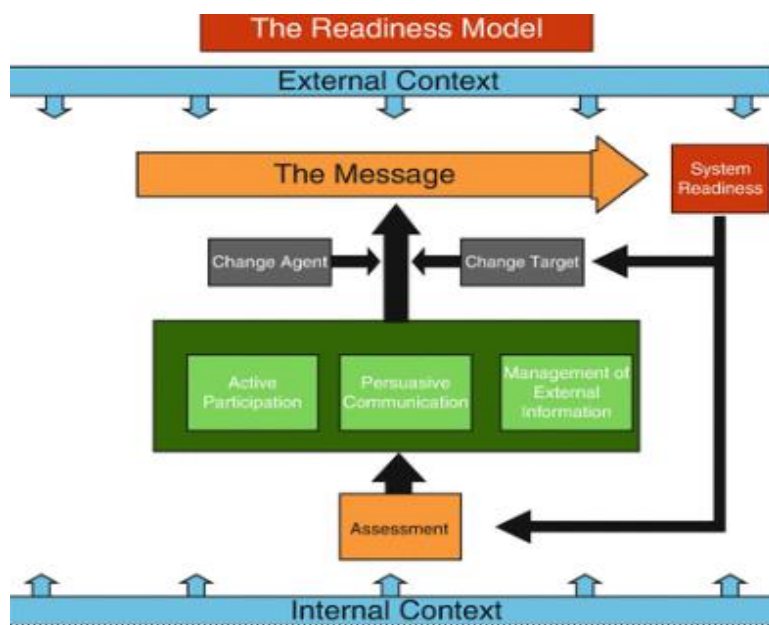 The Readiness Model
External Context
The Message
System
Readiness
Change Agent
Change Target
Active
Participation
Persuasive
Communication
Management of
External
Information
Assessment
Internal Context